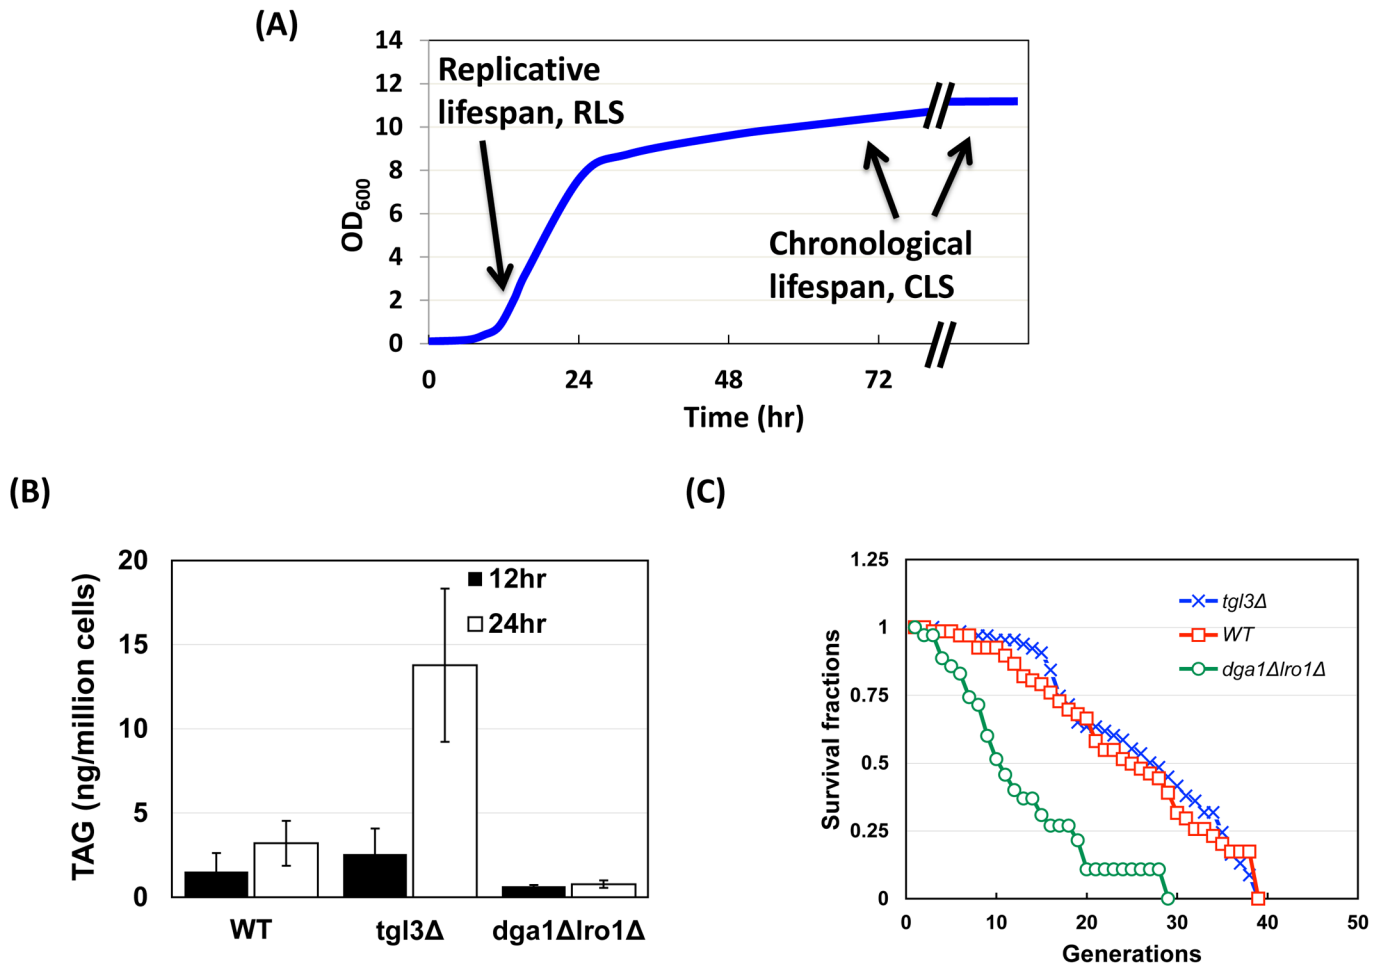 (A)
14
12
10
8
6
4
2
0
OD600
Replicative
lifespan, RLS
Chronological
lifespan, CLS
0 24 48 72
Time (hr)
(B)
20
15
10
5
0
TAG (ng/million cells)
12hr
24hr
WT tgl3Δ dga1Δlro1Δ
(C)
1.25
1
0.75
0.5
0.25
0
Survival fractions
tgl3Δ
WT
dga1Δlro1Δ
0 10 20 30 40 50
Generations